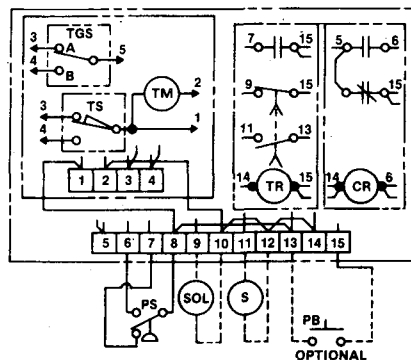 TGS
3 A 5
4 B
TM 2
TS
3 1
4
1 2 3 4
7 15
9 15
11 13
14 TR 15
5 6
15
14 CR 6
5 6 7 8 9 10 11 12 13 14 15
PS SOL S PB
OPTIONAL